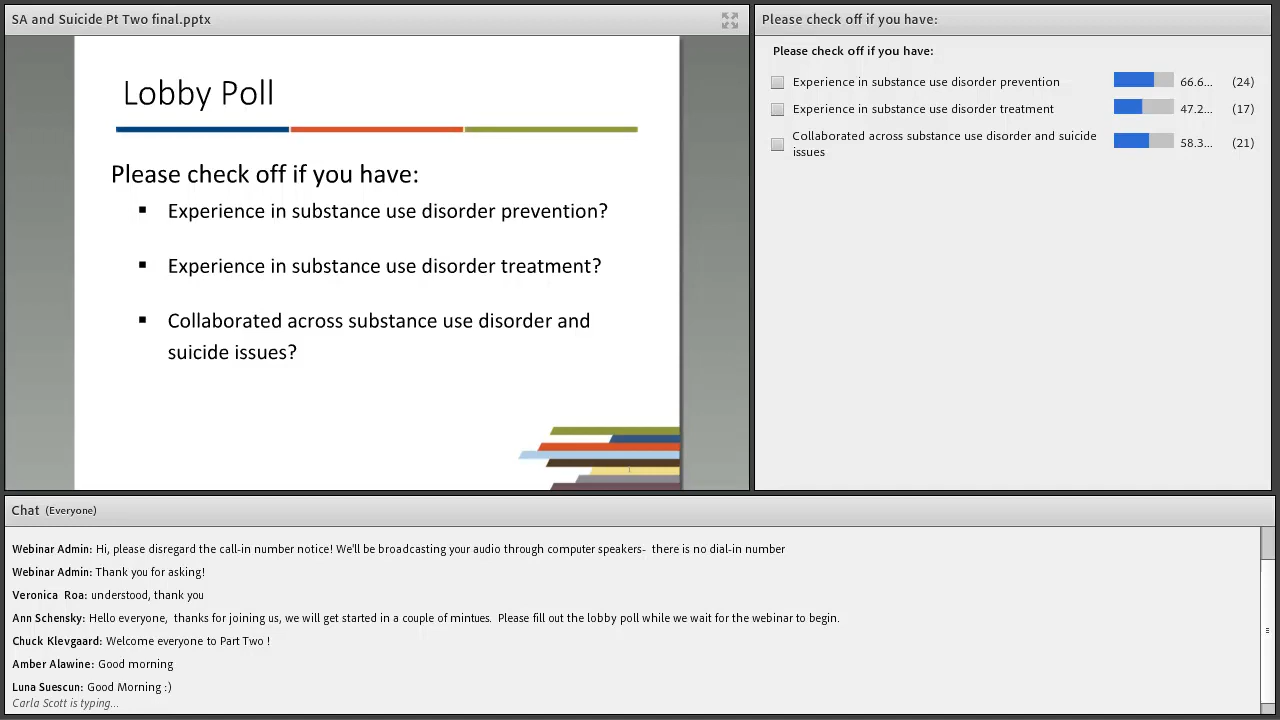 SA and Suicide Pt Two final.pptx
Lobby Poll
Please check off if you have:
▪ Experience in substance use disorder prevention?
▪ Experience in substance use disorder treatment?
▪ Collaborated across substance use disorder and
suicide issues?
Please check off if you have:
Please check off if you have:
Experience in substance use disorder prevention 66.6... (24)
Experience in substance use disorder treatment 47.2... (17)
Collaborated across substance use disorder and suicide
issues 58.3... (21)
Chat (Everyone)
Webinar Admin: Hi, please disregard the call-in number notice! We'll be broadcasting your audio through computer speakers- there is no dial-in number
Webinar Admin: Thank you for asking!
Veronica Roa: understood, thank you
Ann Schensky: Hello everyone, thanks for joining us, we will get started in a couple of mintues. Please fill out the lobby poll while we wait for the webinar to begin.
Chuck Klevgaard: Welcome everyone to Part Two !
Amber Alawine: Good morning
Luna Suescun: Good Morning :)
Carla Scott is typing...